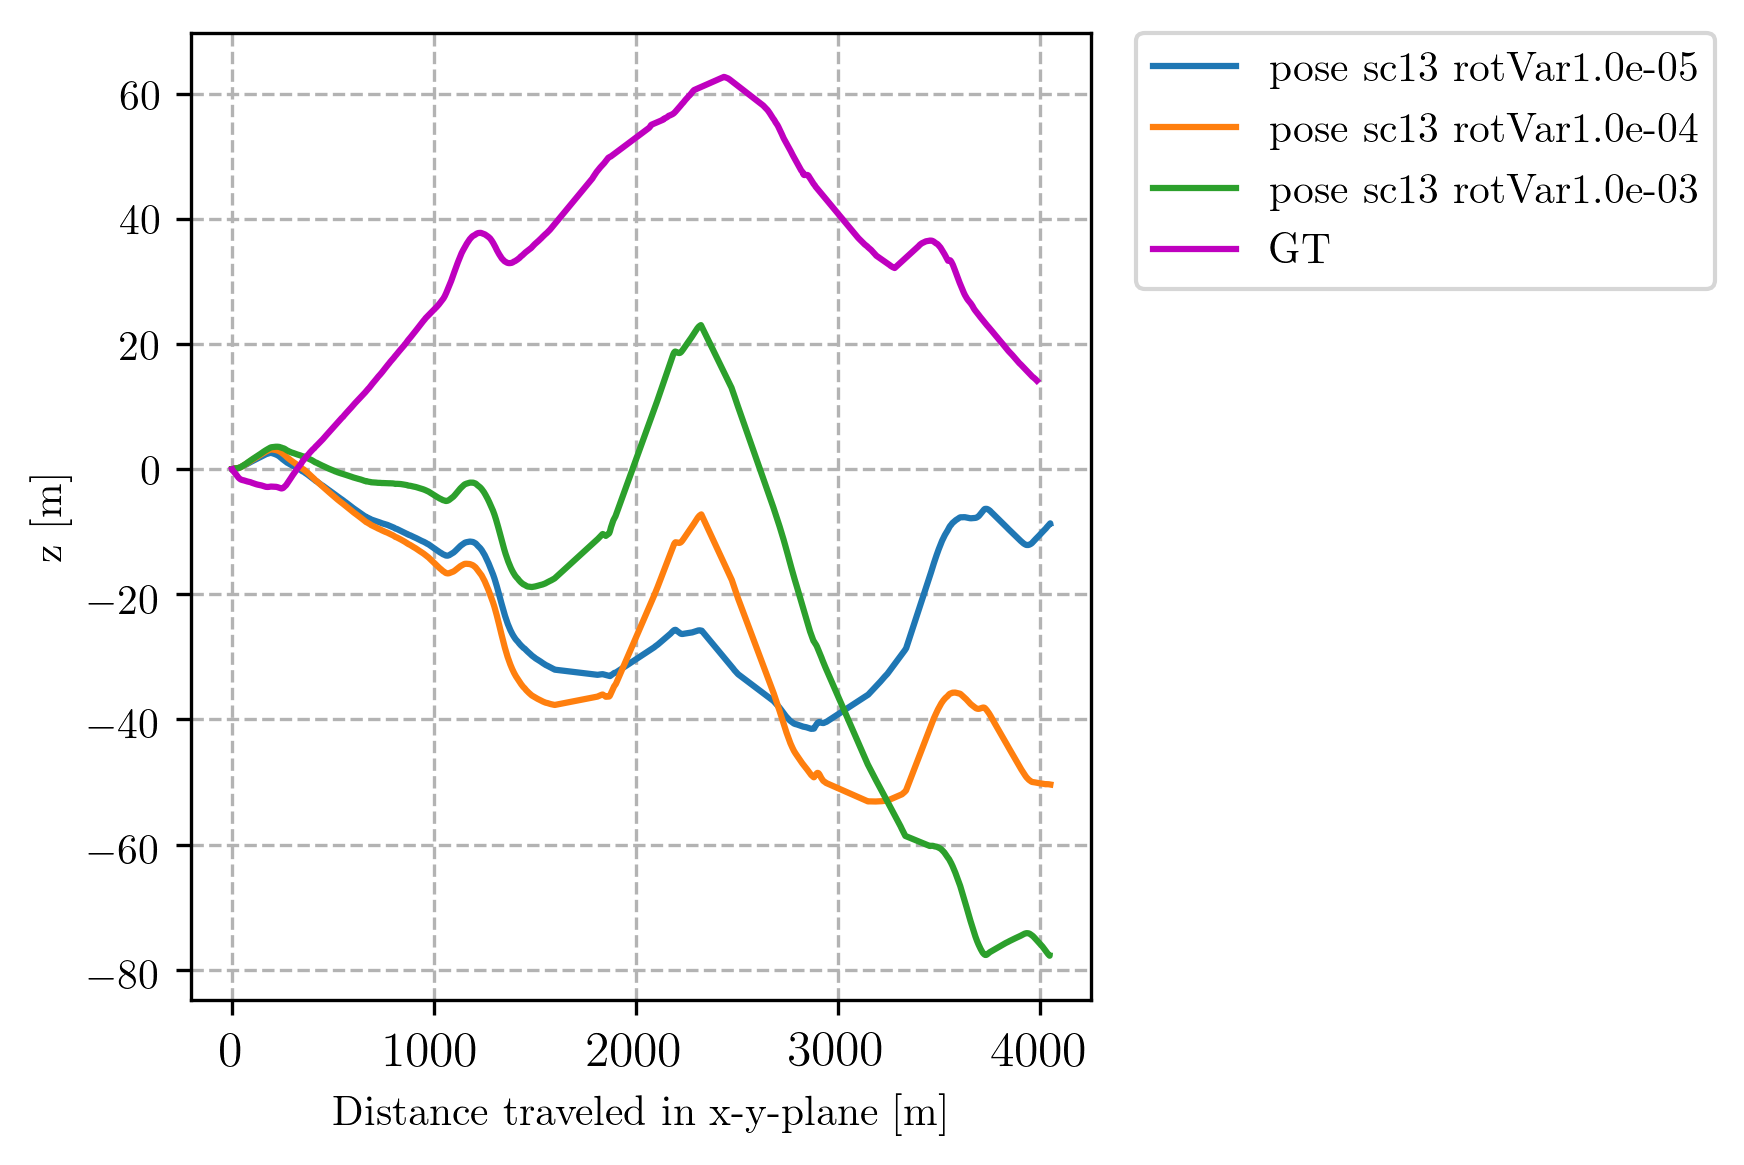 pose sc13 rotVar1.0e-05
pose sc13 rotVar1.0e-04
pose sc13 rotVar1.0e-03
GT
60
40
20
0
−20
−40
−60
−80
z [m]
0 1000 2000 3000 4000
Distance traveled in x-y-plane [m]